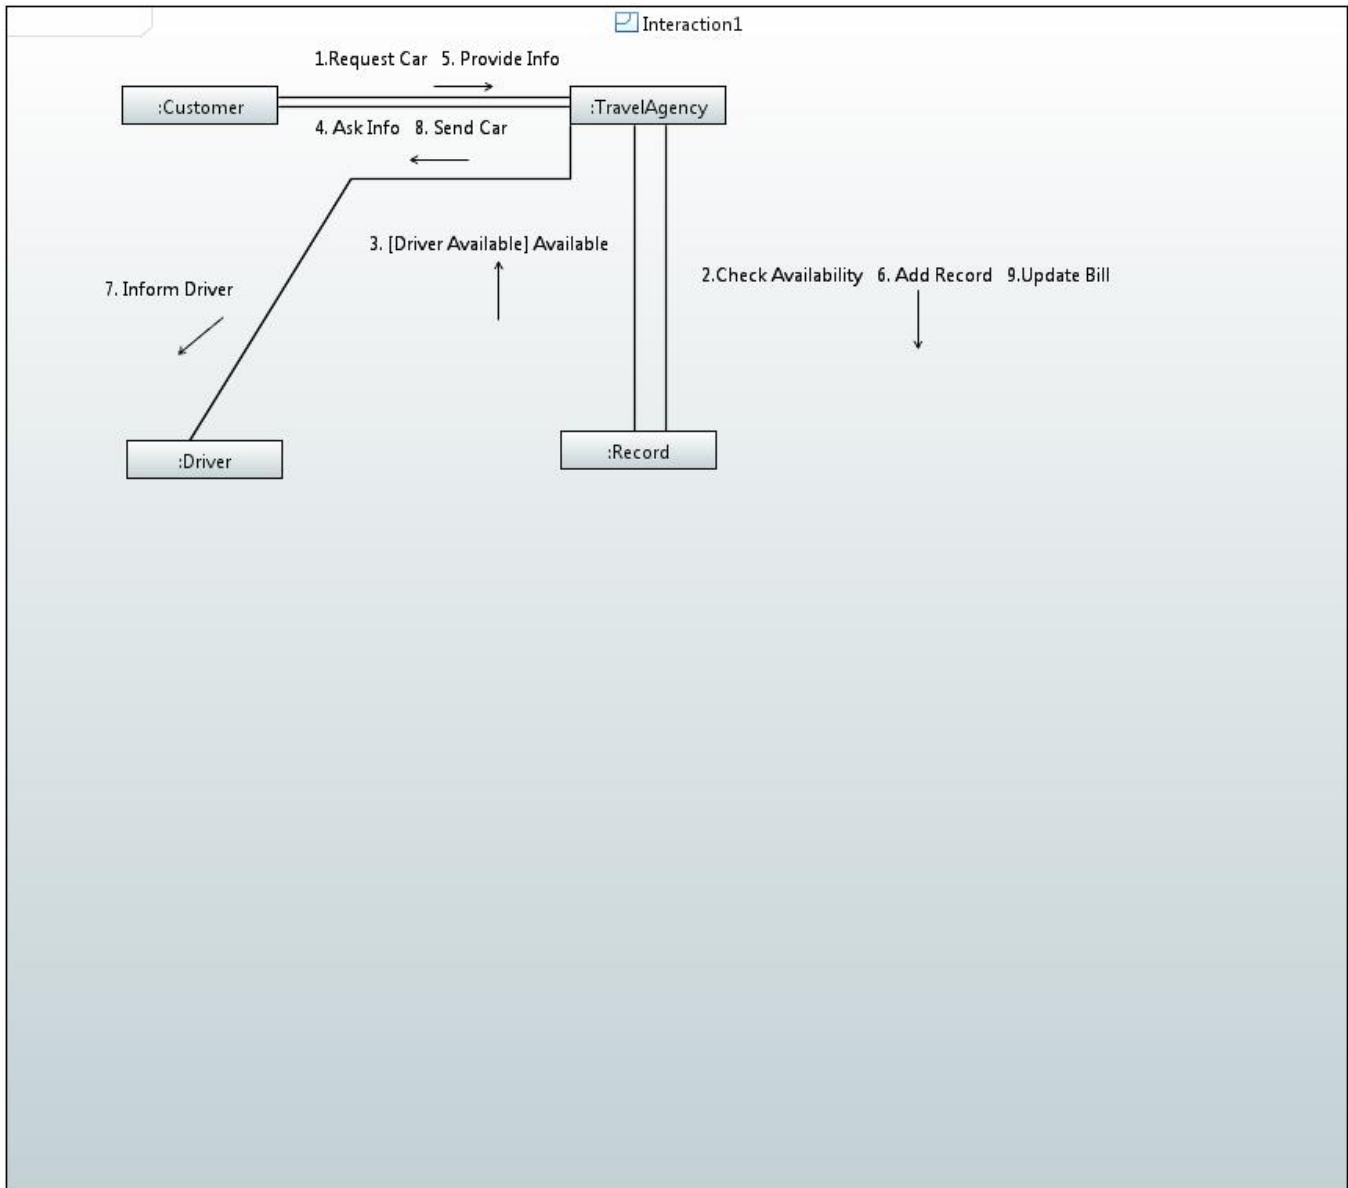 Interaction1
1.Request Car 5. Provide Info
:Customer
:TravelAgency
4. Ask Info 8. Send Car
3. [Driver Available] Available
2.Check Availability 6. Add Record 9.Update Bill
7. Inform Driver
:Driver
:Record